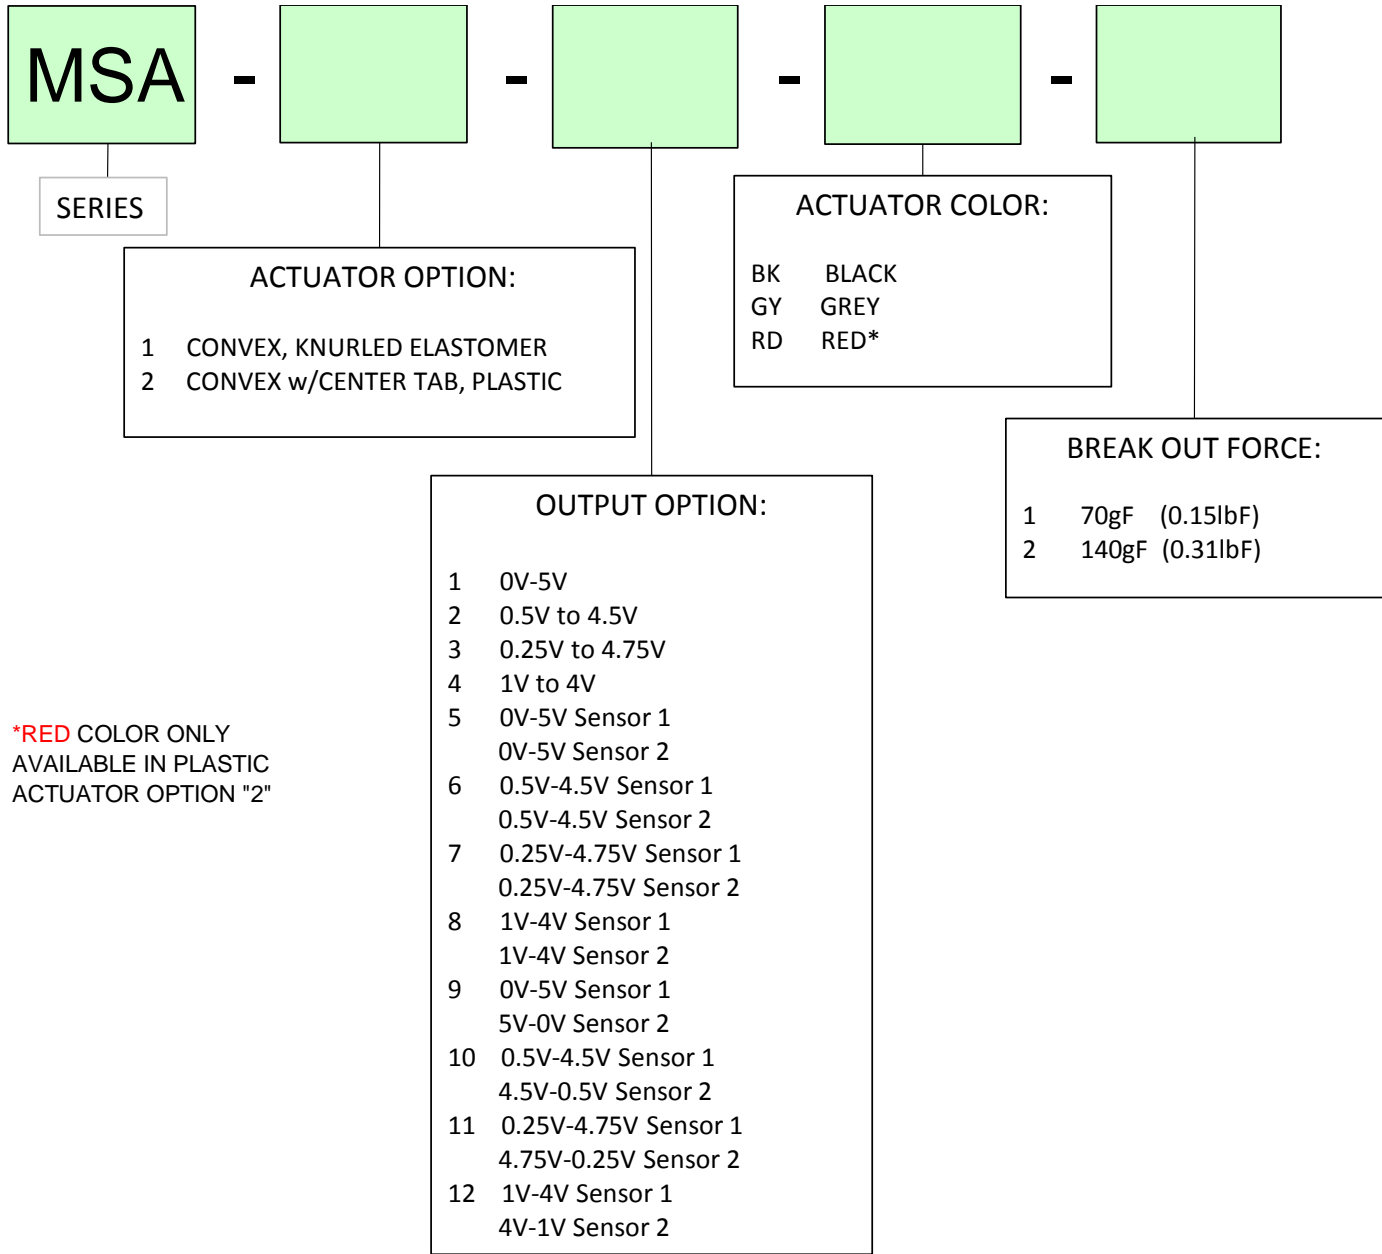 MSA - - - -
SERIES
ACTUATOR OPTION:
1 CONVEX, KNURLED ELASTOMER
2 CONVEX w/CENTER TAB, PLASTIC
ACTUATOR COLOR:
BK BLACK
GY GREY
RD RED*
BREAK OUT FORCE:
1 70gF (0.15lbF)
2 140gF (0.31lbF)
OUTPUT OPTION:
1 0V-5V
2 0.5V to 4.5V
3 0.25V to 4.75V
4 1V to 4V
5 0V-5V Sensor 1
0V-5V Sensor 2
6 0.5V-4.5V Sensor 1
0.5V-4.5V Sensor 2
7 0.25V-4.75V Sensor 1
0.25V-4.75V Sensor 2
8 1V-4V Sensor 1
1V-4V Sensor 2
9 0V-5V Sensor 1
5V-0V Sensor 2
10 0.5V-4.5V Sensor 1
4.5V-0.5V Sensor 2
11 0.25V-4.75V Sensor 1
4.75V-0.25V Sensor 2
12 1V-4V Sensor 1
4V-1V Sensor 2
*RED COLOR ONLY
AVAILABLE IN PLASTIC
ACTUATOR OPTION "2"